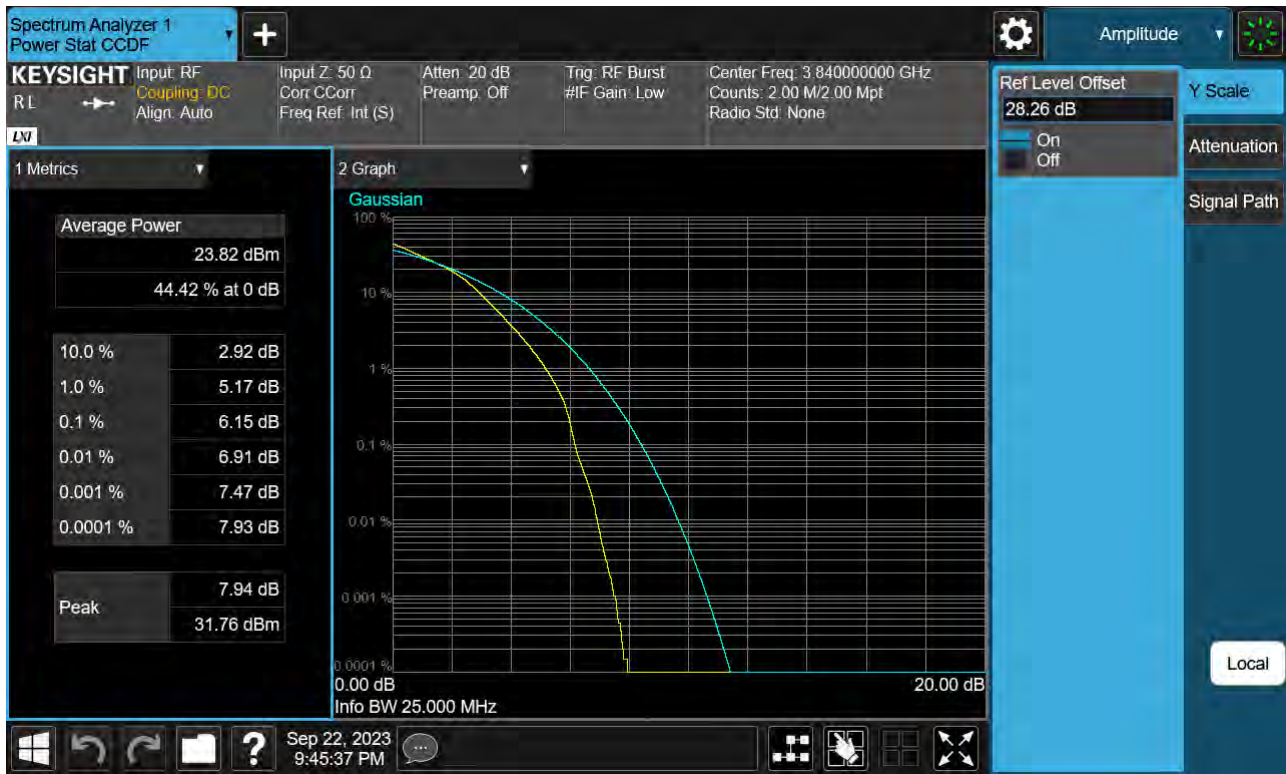 Spectrum Analyzer 1
Power Stat CCDF
+
Amplitude
KEYSIGHT
RL
LXI
Input: RF
Coupling: DC
Align: Auto
Input Z: 50 Ω
Corr CCorr
Freq Ref: Int (S)
Atten: 20 dB
Preamp: Off
Trig: RF Burst
#IF Gain: Low
Center Freq: 3.840000000 GHz
Counts: 2.00 M/2.00 Mpt
Radio Std: None
Ref Level Offset
28.26 dB
On
Off
Y Scale
Attenuation
Signal Path
Local
1 Metrics
Average Power
23.82 dBm
44.42 % at 0 dB
10.0 % 2.92 dB
1.0 % 5.17 dB
0.1 % 6.15 dB
0.01 % 6.91 dB
0.001 % 7.47 dB
0.0001 % 7.93 dB
Peak
7.94 dB
31.76 dBm
2 Graph
Gaussian
100 %
10 %
1 %
0.1 %
0.01 %
0.001 %
0.0001 %
0.00 dB
20.00 dB
Info BW 25.000 MHz
?
Sep 22, 2023
9:45:37 PM